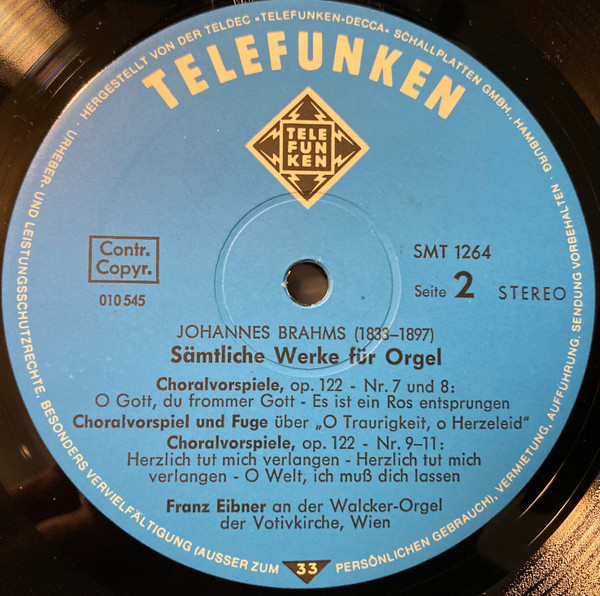 HERGESTELLT VON DER TELDEC »TELEFUNKEN-DECCA« SCHALLPLATTEN GMBH., HAMBURG · URHEBER- UND LEISTUNGSSCHUTZRECHTE, BESONDERS VERVIELFÄLTIGUNG (AUSSER ZUM PERSÖNLICHEN GEBRAUCH), VERMIETUNG, AUFFÜHRUNG, SENDUNG VORBEHALTEN ·
TELEFUNKEN
TELE
FUN
KEN
Contr.
Copyr.
010 545
SMT 1264
Seite 2 STEREO
JOHANNES BRAHMS (1833–1897)
Sämtliche Werke für Orgel
Choralvorspiele, op. 122 - Nr. 7 und 8:
O Gott, du frommer Gott - Es ist ein Ros entsprungen
Choralvorspiel und Fuge über „O Traurigkeit, o Herzeleid"
Choralvorspiele, op. 122 - Nr. 9–11:
Herzlich tut mich verlangen - Herzlich tut mich
verlangen - O Welt, ich muß dich lassen
Franz Eibner an der Walcker-Orgel
der Votivkirche, Wien
33